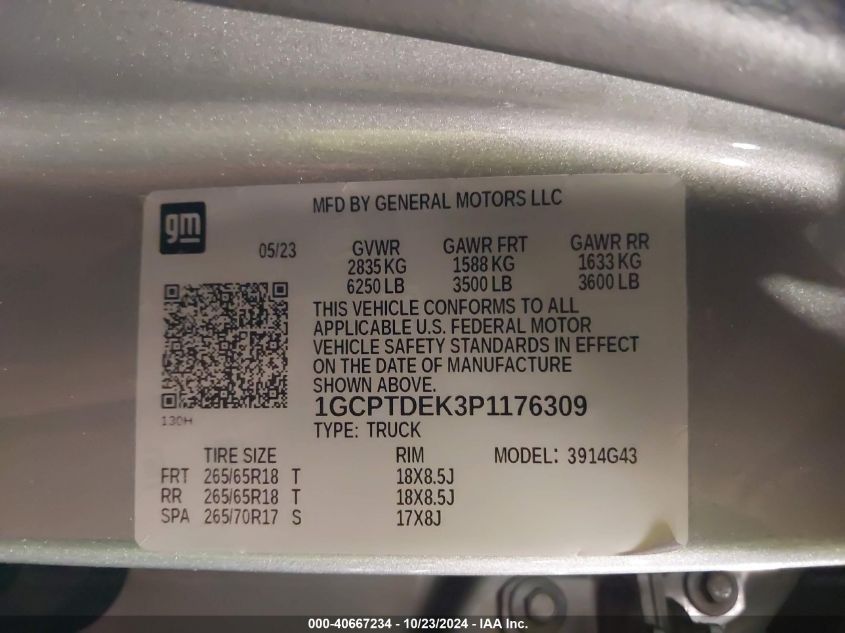 gm
MFD BY GENERAL MOTORS LLC
05/23 GVWR GAWR FRT GAWR RR
2835 KG 1588 KG 1633 KG
6250 LB 3500 LB 3600 LB
THIS VEHICLE CONFORMS TO ALL
APPLICABLE U.S. FEDERAL MOTOR
VEHICLE SAFETY STANDARDS IN EFFECT
ON THE DATE OF MANUFACTURE
SHOWN ABOVE.
1GCPTDEK3P1176309
130H
TYPE: TRUCK
TIRE SIZE RIM MODEL: 3914G43
FRT 265/65R18 T 18X8.5J
RR 265/65R18 T 18X8.5J
SPA 265/70R17 S 17X8J
000-40667234 - 10/23/2024 - IAA Inc.